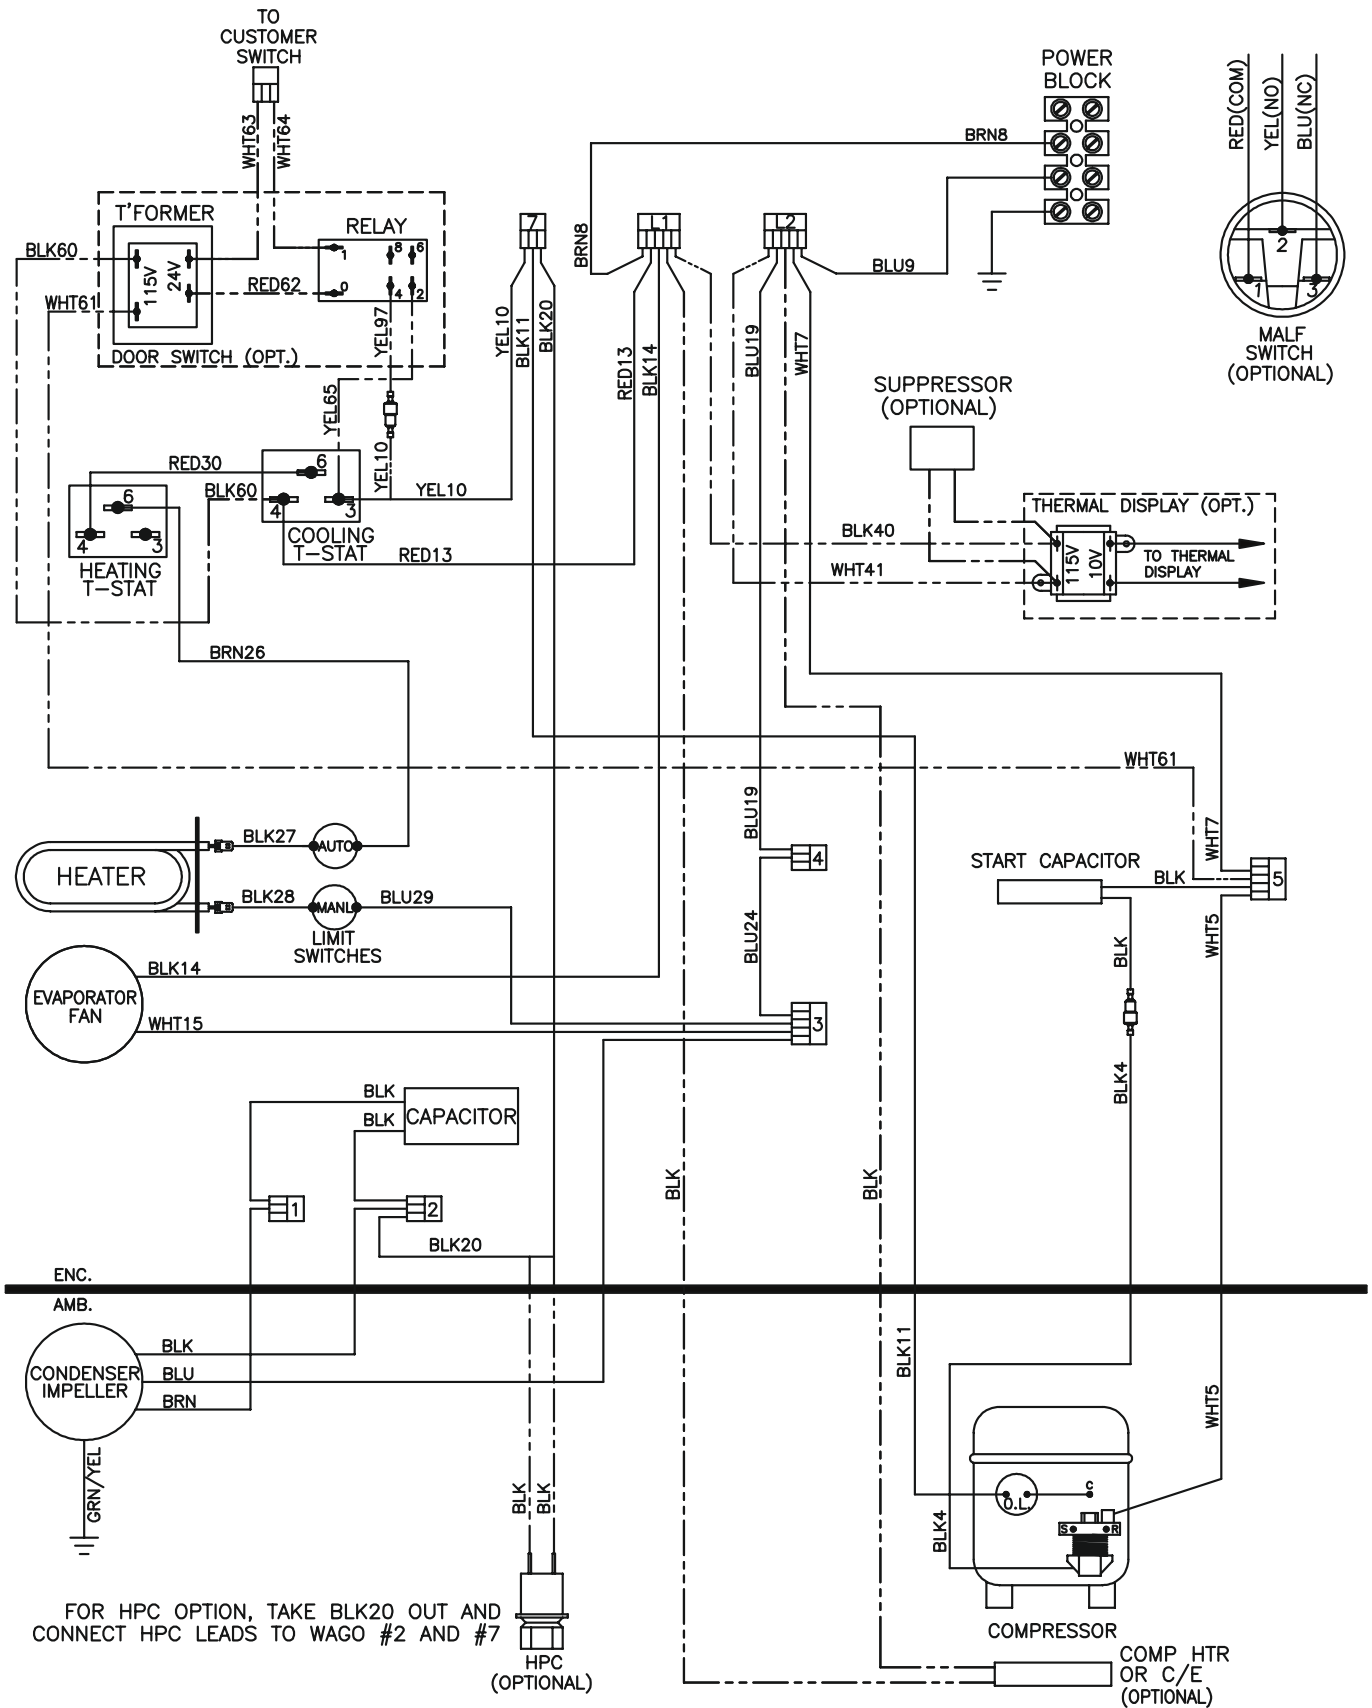 TO
CUSTOMER
SWITCH
WHT63
WHT64
POWER
BLOCK
RED(COM)
YEL(NO)
BLU(NC)
BRN8
T'FORMER
RELAY
7
L1
L2
BLK60
115V
24V
1
8
6
RED62
0
4
2
WHT61
DOOR SWITCH (OPT.)
YEL97
YEL10
BLK11
BLK20
BRN8
BLU9
2
1
3
MALF
SWITCH
(OPTIONAL)
RED13
BLK14
BLU19
WHT7
SUPPRESSOR
(OPTIONAL)
YEL65
YEL10
RED30
6
BLK60
4
3
YEL10
COOLING
T-STAT
6
4
3
HEATING
T-STAT
RED13
THERMAL DISPLAY (OPT.)
BLK40
WHT41
115V
10V
TO THERMAL
DISPLAY
BRN26
WHT61
BLU19
WHT7
BLK27
AUTO
HEATER
4
START CAPACITOR
BLK
5
BLK28
MANL
BLU29
LIMIT
SWITCHES
BLU24
BLK
WHT5
BLK14
EVAPORATOR
FAN
WHT15
3
BLK4
BLK
BLK
CAPACITOR
BLK
BLK
1
2
BLK20
ENC.
AMB.
BLK
CONDENSER
IMPELLER
BLU
BRN
BLK11
WHT5
GRN/YEL
BLK
BLK
O.L.
C
S
R
BLK4
FOR HPC OPTION, TAKE BLK20 OUT AND
CONNECT HPC LEADS TO WAGO #2 AND #7
HPC
(OPTIONAL)
COMPRESSOR
COMP HTR
OR C/E
(OPTIONAL)